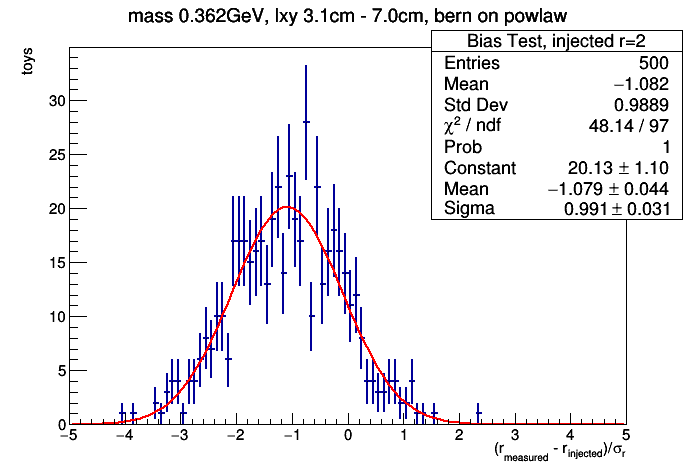 mass 0.362GeV, lxy 3.1cm - 7.0cm, bern on powlaw
Bias Test, injected r=2
Entries 500
Mean −1.082
Std Dev 0.9889
χ² / ndf 48.14 / 97
Prob 1
Constant 20.13 ± 1.10
Mean −1.079 ± 0.044
Sigma 0.991 ± 0.031
toys
30
25
20
15
10
5
0
−5 −4 −3 −2 −1 0 1 2 3 4 5
(r_measured - r_injected)/σ_r